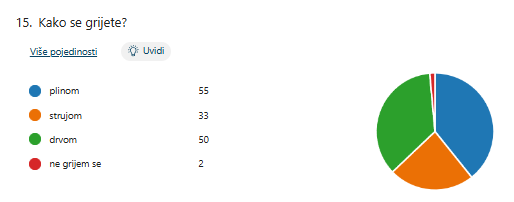 15. Kako se grijete?
Više pojedinosti Uvidi
plinom 55
strujom 33
drvom 50
ne grijem se 2